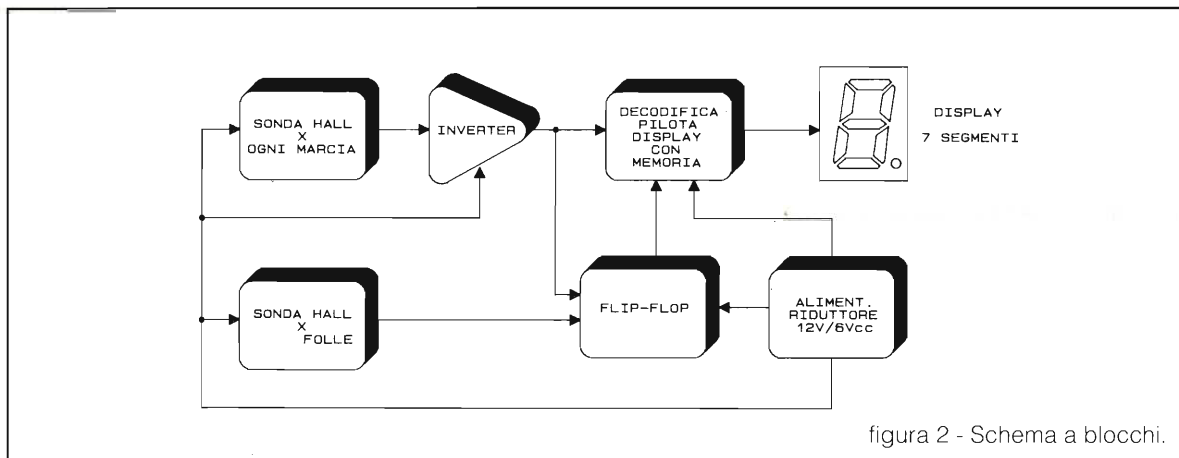 SONDA HALL
X
OGNI MARCIA
INVERTER
DECODIFICA
PILOTA
DISPLAY
CON
MEMORIA
DISPLAY
7 SEGMENTI
SONDA HALL
X
FOLLE
FLIP-FLOP
ALIMENT.
RIDUTTORE
12V/6Vcc
figura 2 - Schema a blocchi.